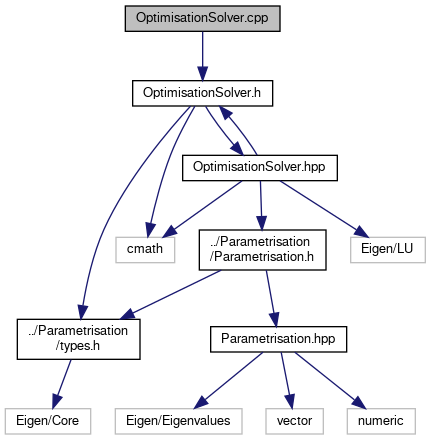 OptimisationSolver.cpp
OptimisationSolver.h
OptimisationSolver.hpp
cmath
../Parametrisation
/Parametrisation.h
Eigen/LU
../Parametrisation
/types.h
Parametrisation.hpp
Eigen/Core
Eigen/Eigenvalues
vector
numeric